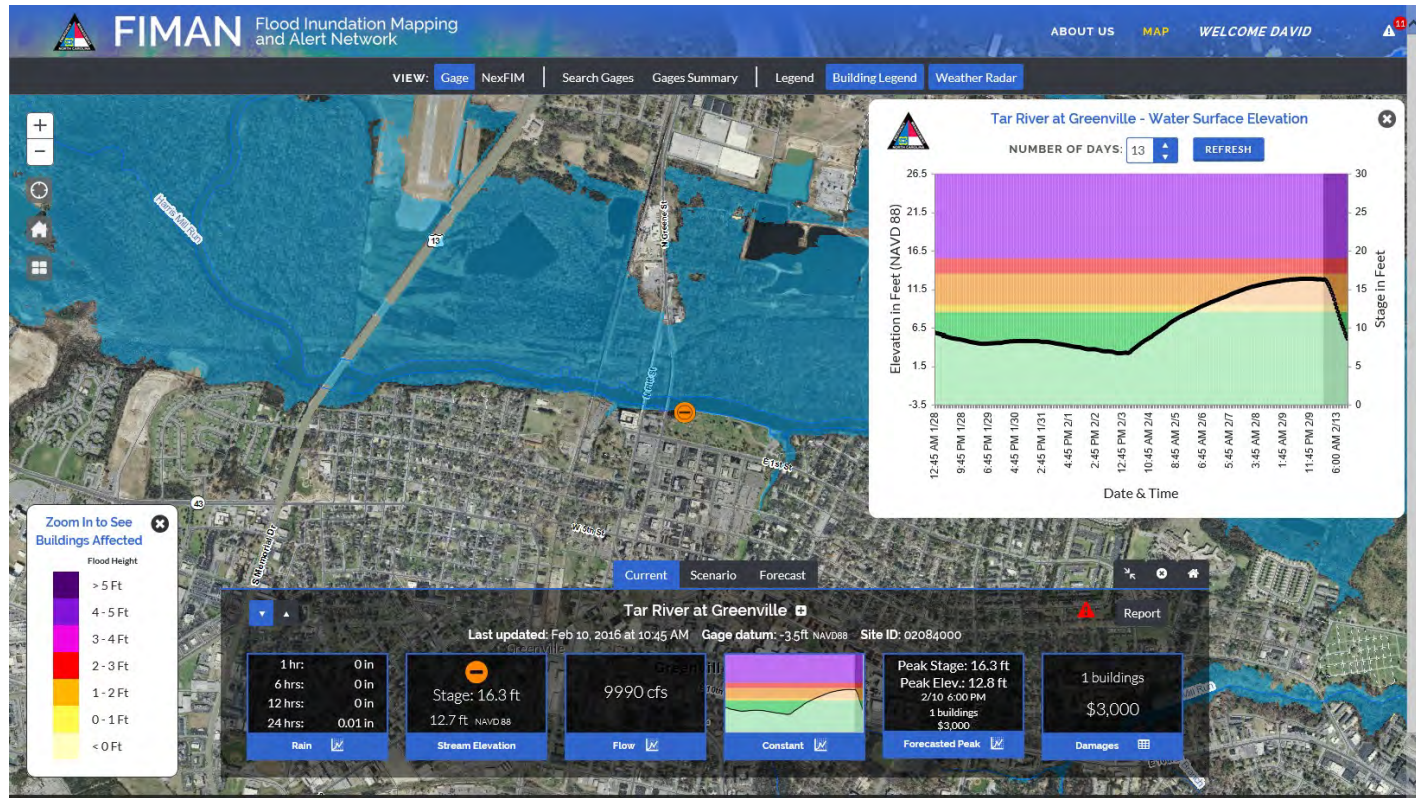 FIMAN
Flood Inundation Mapping
and Alert Network
ABOUT US MAP WELCOME DAVID 11
VIEW: Gage NexFIM Search Gages Gages Summary Legend Building Legend Weather Radar
+
−
Harris Mill Run
13
N Greene St
E 1st St
43
S Memorial Dr
W 5th St
Greenville
Greenvill
Mill Run
Tar River at Greenville - Water Surface Elevation
NUMBER OF DAYS: 13 REFRESH
Elevation in Feet (NAVD 88)
26.5
21.5
16.5
11.5
6.5
1.5
-3.5
Stage in Feet
30
25
20
15
10
5
0
12:45 AM 1/28
9:45 PM 1/28
6:45 PM 1/29
4:45 PM 1/30
2:45 PM 1/31
4:45 PM 2/1
2:45 PM 2/2
12:45 PM 2/3
10:45 AM 2/4
8:45 AM 2/5
6:45 AM 2/6
5:45 AM 2/7
3:45 AM 2/8
1:45 AM 2/9
11:45 PM 2/9
6:00 AM 2/13
Date & Time
Zoom In to See
Buildings Affected
Flood Height
> 5 Ft
4 - 5 Ft
3 - 4 Ft
2 - 3 Ft
1 - 2 Ft
0 - 1 Ft
< 0 Ft
Current Scenario Forecast
Tar River at Greenville
Report
Last updated: Feb 10, 2016 at 10:45 AM Gage datum: -3.5ft NAVD88 Site ID: 02084000
1 hr: 0 in
6 hrs: 0 in
12 hrs: 0 in
24 hrs: 0.01 in
Rain
Stage: 16.3 ft
12.7 ft NAVD 88
Stream Elevation
9990 cfs
Flow
Constant
Peak Stage: 16.3 ft
Peak Elev.: 12.8 ft
2/10 6:00 PM
1 buildings
$3,000
Forecasted Peak
1 buildings
$3,000
Damages